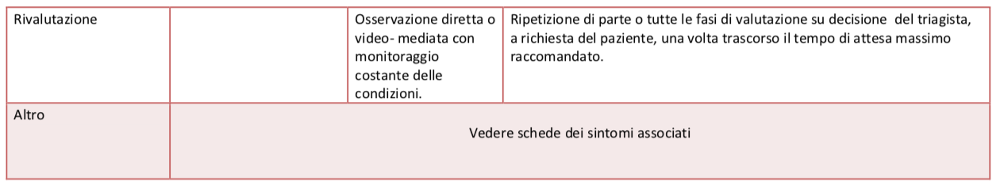 Rivalutazione
Osservazione diretta o
video- mediata con
monitoraggio
costante delle
condizioni.
Ripetizione di parte o tutte le fasi di valutazione su decisione  del triagista,
a richiesta del paziente, una volta trascorso il tempo di attesa massimo
raccomandato.
Altro
Vedere schede dei sintomi associati